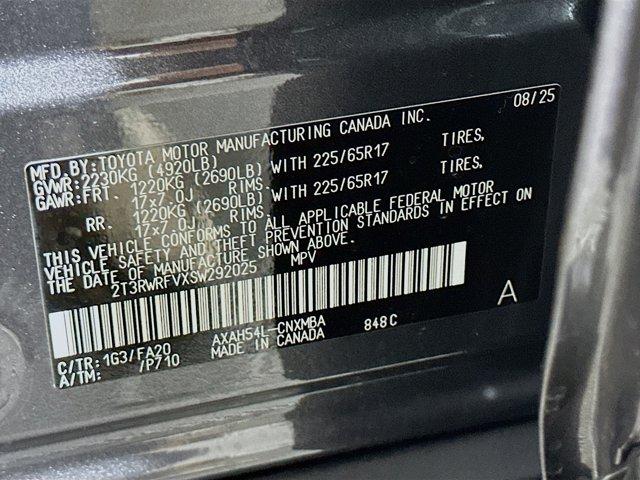 08/25
MFD.BY:TOYOTA MOTOR MANUFACTURING CANADA INC.
GVWR:2230KG (4920LB)
GAWR:FRT. 1220KG (2690LB) WITH 225/65R17 TIRES,
17x7.0J RIMS.
RR. 1220KG (2690LB) WITH 225/65R17 TIRES,
17x7.0J RIMS.
THIS VEHICLE CONFORMS TO ALL APPLICABLE FEDERAL MOTOR
VEHICLE SAFETY AND THEFT PREVENTION STANDARDS IN EFFECT ON
THE DATE OF MANUFACTURE SHOWN ABOVE.
2T3RWRFVXSW292025 MPV
A
C/TR:1G3/FA20 AXAH54L-CNXMBA 848C
A/TM: /P710 MADE IN CANADA